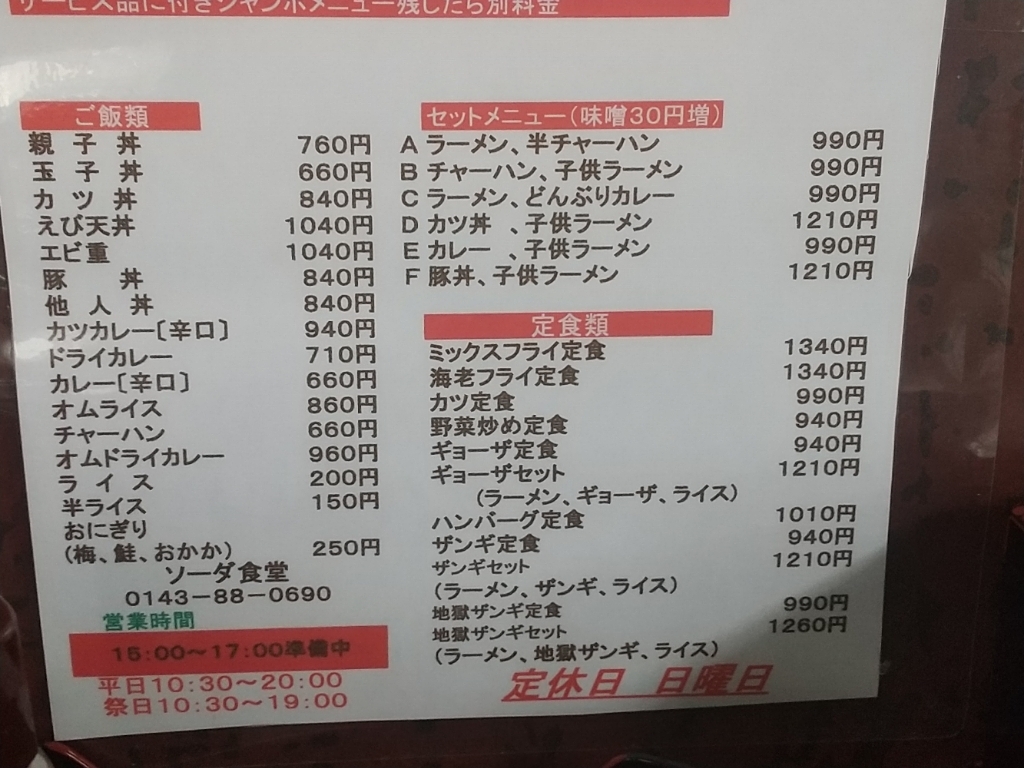 サービス品に付きジャンボメニュー残したら別料金
ご飯類
親子丼 760円
玉子丼 660円
カツ丼 840円
えび天丼 1040円
エビ重 1040円
豚丼 840円
他人丼 840円
カツカレー〔辛口〕 940円
ドライカレー 710円
カレー〔辛口〕 660円
オムライス 860円
チャーハン 660円
オムドライカレー 960円
ライス 200円
半ライス 150円
おにぎり
(梅、鮭、おかか) 250円
ソーダ食堂
0143-88-0690
営業時間
15:00～17:00準備中
平日10:30～20:00
祭日10:30～19:00
セットメニュー(味噌30円増)
A ラーメン、半チャーハン 990円
B チャーハン、子供ラーメン 990円
C ラーメン、どんぶりカレー 990円
D カツ丼 、子供ラーメン 1210円
E カレー 、子供ラーメン 990円
F 豚丼、子供ラーメン 1210円
定食類
ミックスフライ定食 1340円
海老フライ定食 1340円
カツ定食 990円
野菜炒め定食 940円
ギョーザ定食 940円
ギョーザセット 1210円
(ラーメン、ギョーザ、ライス)
ハンバーグ定食 1010円
ザンギ定食 940円
ザンギセット 1210円
(ラーメン、ザンギ、ライス)
地獄ザンギ定食 990円
地獄ザンギセット 1260円
(ラーメン、地獄ザンギ、ライス)
定休日 日曜日